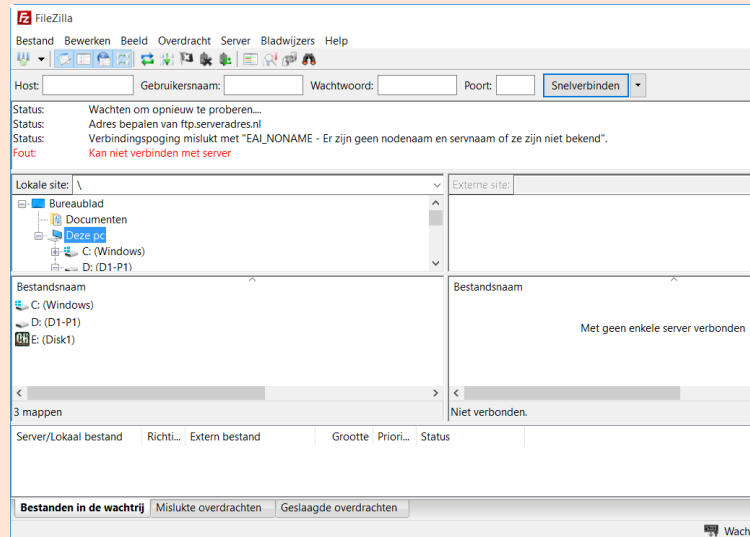 FileZilla
Bestand Bewerken Beeld Overdracht Server Bladwijzers Help
Host: Gebruikersnaam: Wachtwoord: Poort: Snelverbinden
Status: Wachten om opnieuw te proberen...
Status: Adres bepalen van ftp.serveradres.nl
Status: Verbindingspoging mislukt met "EAI_NONAME - Er zijn geen nodenaam en servnaam of ze zijn niet bekend".
Fout: Kan niet verbinden met server
Lokale site: \
Externe site:
Bureaublad
Documenten
Deze pc
C: (Windows)
D: (D1-P1)
Bestandsnaam
C: (Windows)
D: (D1-P1)
E: (Disk1)
3 mappen
Bestandsnaam
Met geen enkele server verbonden
Niet verbonden.
Server/Lokaal bestand Richti... Extern bestand Grootte Priori... Status
Bestanden in de wachtrij Mislukte overdrachten Geslaagde overdrachten
Wach